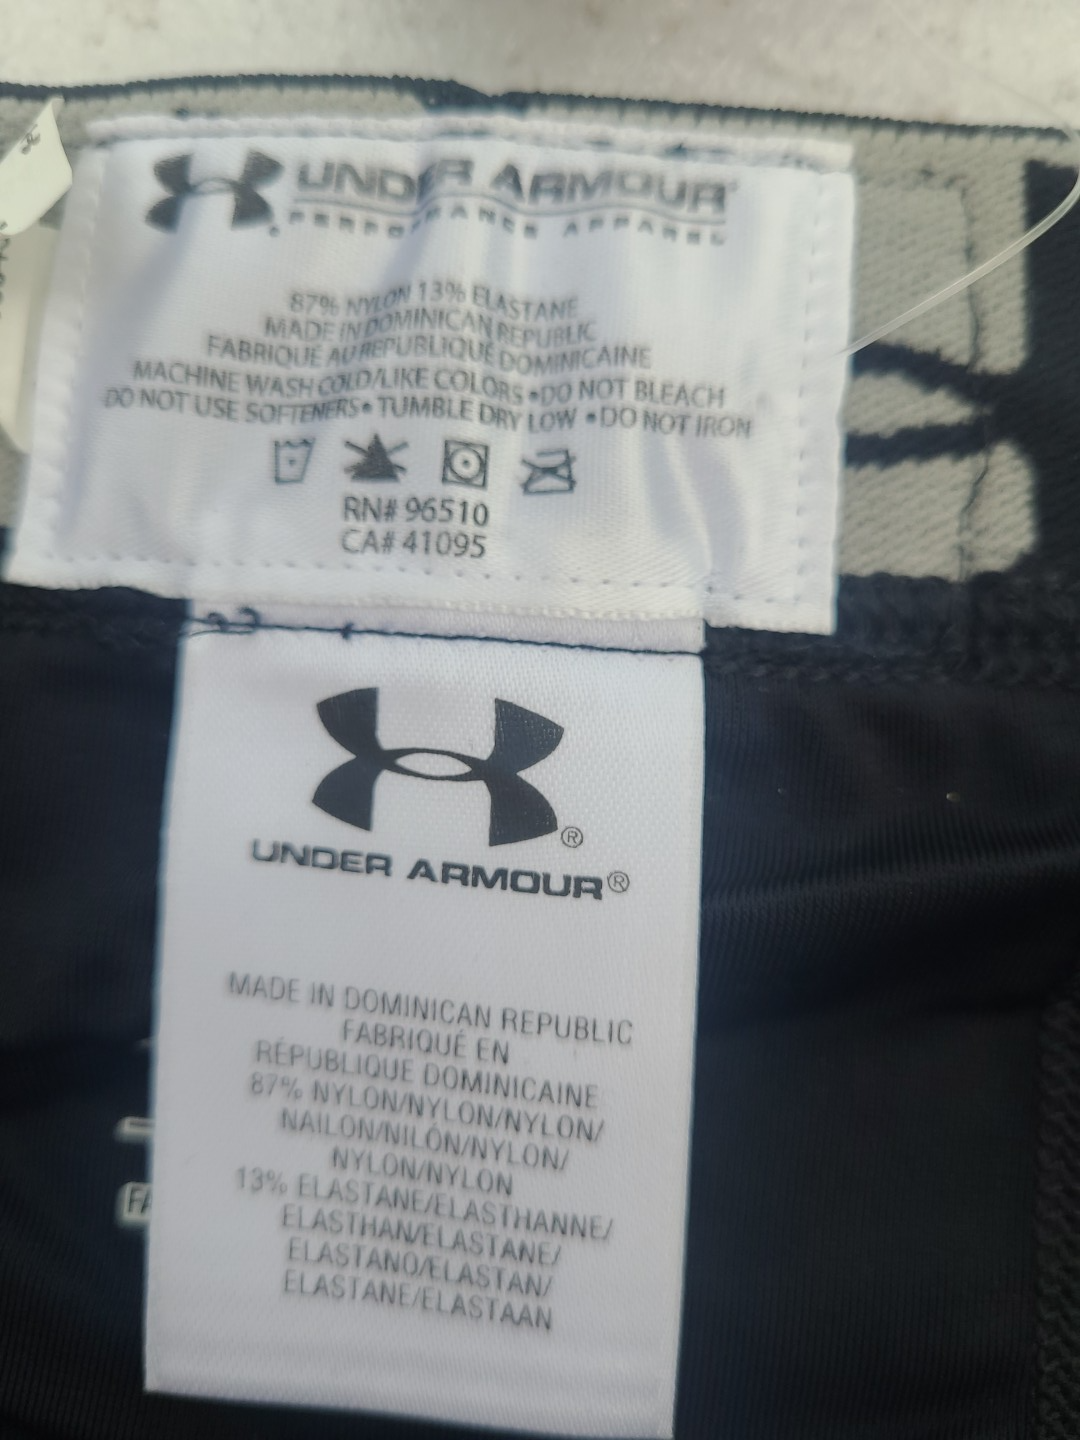 UNDER ARMOUR
PERFORMANCE APPAREL
87% NYLON 13% ELASTANE
MADE IN DOMINICAN REPUBLIC
FABRIQUÉ AU REPUBLIQUE DOMINICAINE
MACHINE WASH COLD/LIKE COLORS • DO NOT BLEACH
DO NOT USE SOFTENERS • TUMBLE DRY LOW • DO NOT IRON
RN# 96510
CA# 41095
®
UNDER ARMOUR®
MADE IN DOMINICAN REPUBLIC
FABRIQUÉ EN
RÉPUBLIQUE DOMINICAINE
87% NYLON/NYLON/NYLON/
NAILON/NILÓN/NYLON/
NYLON/NYLON
13% ELASTANE/ELASTHANNE/
ELASTHAN/ELASTANE/
ELASTANO/ELASTAN/
ELASTANE/ELASTAAN
FA